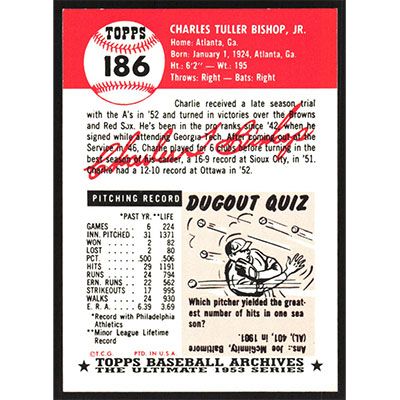 TOPPS
186
CHARLES TULLER BISHOP, JR.
Home: Atlanta, Ga.
Born: January 1, 1924, Atlanta, Ga.
Ht.: 6'2" — Wt.: 195
Throws: Right — Bats: Right
Charlie received a late season trial
with the A's in '52 and turned in victories over the Browns
and Red Sox. He's been in the pro ranks since '42 when he
signed while attending Georgia Tech. After coming out of the
Service in '46, Charlie played for 6 clubs before turning in the
best season of his career, a 16-9 record at Sioux City, in '51.
Charlie had a 12-10 record at Ottawa in '52.
PITCHING RECORD
*PAST YR. **LIFE
GAMES 6 224
INN. PITCHED 31 1371
WON 2 82
LOST 2 80
PCT. .500 .506
HITS 29 1191
RUNS 24 794
ERN. RUNS 22 562
STRIKEOUTS 17 995
WALKS 24 930
E. R. A. 6.39 3.69
*Record with Philadelphia
Athletics
**Minor League Lifetime
Record
©T.C.G. PTD. IN U.S.A.
DUGOUT QUIZ
Which pitcher yielded the great-
est number of hits in one sea-
son?
Ans.: Joe McGinnity, Baltimore
(AL), 401, in 1901.
TOPPS BASEBALL ARCHIVES
THE ULTIMATE 1953 SERIES